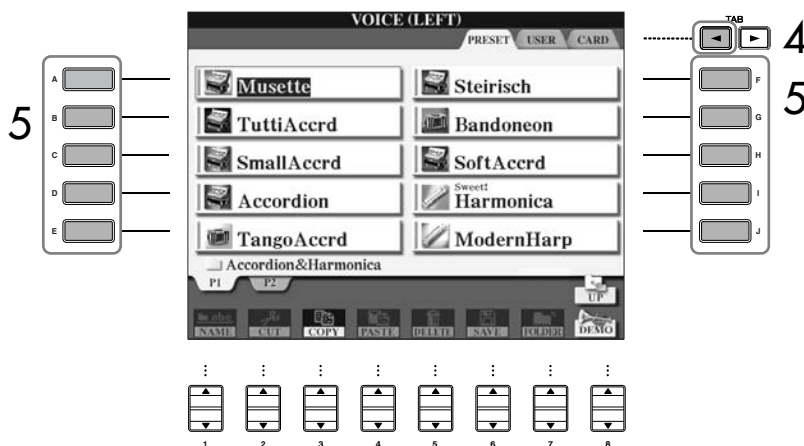 VOICE (LEFT)
PRESET USER CARD
TAB
4
5
5
A
B
C
D
E
F
G
H
I
J
Musette
Steirisch
TuttiAccrd
Bandoneon
SmallAccrd
SoftAccrd
Accordion
Sweet!
Harmonica
TangoAccrd
ModernHarp
Accordion&Harmonica
P1 P2
UP
abc
NAME CUT COPY PASTE DELETE SAVE FOLDER DEMO
1 2 3 4 5 6 7 8